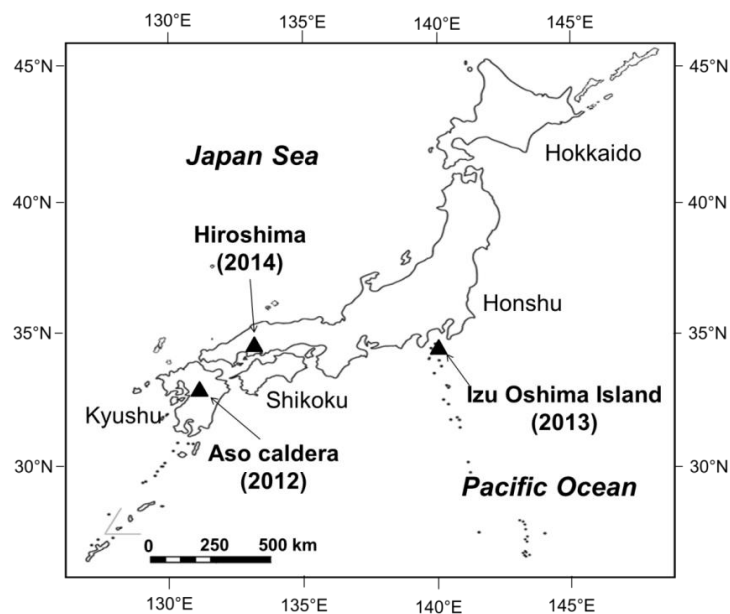 130°E 135°E 140°E 145°E
45°N 45°N
Hokkaido
Japan Sea
40°N 40°N
Hiroshima
(2014)
Honshu
35°N 35°N
Izu Oshima Island
(2013)
Shikoku
Kyushu
Aso caldera
(2012)
30°N 30°N
Pacific Ocean
0 250 500 km
130°E 135°E 140°E 145°E